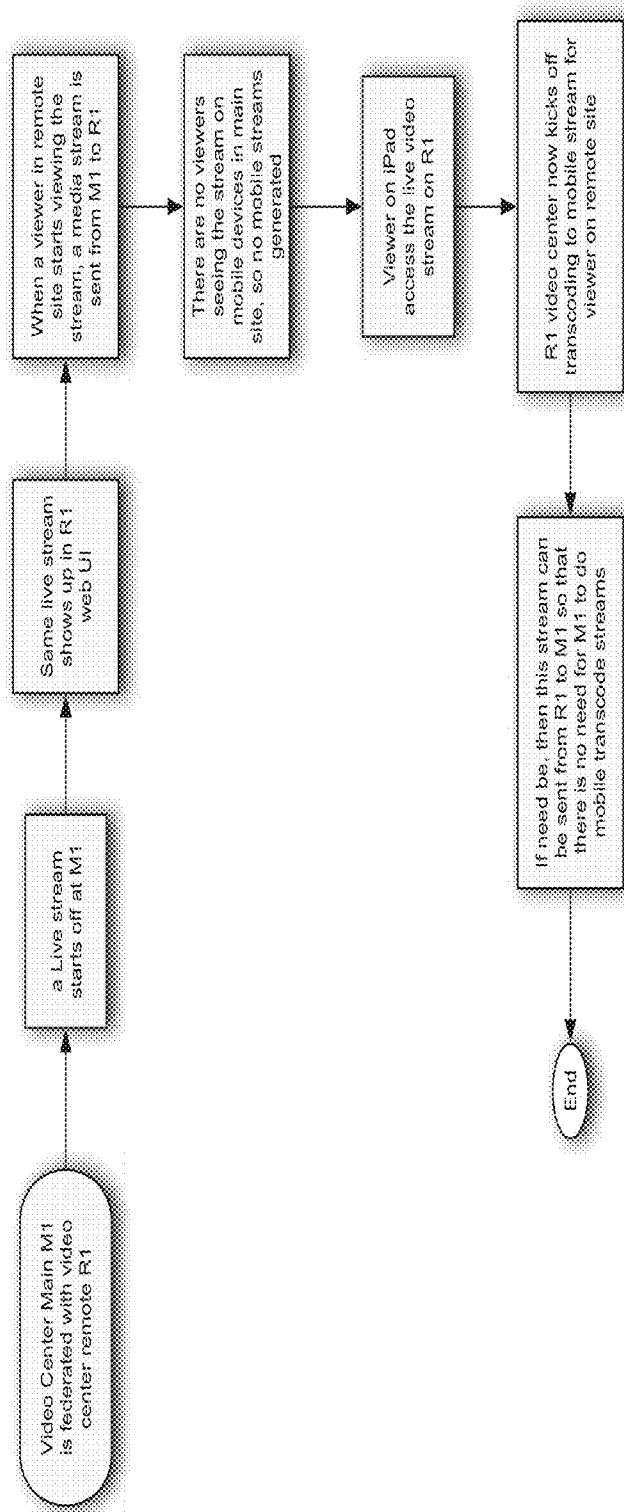 Video Center Main M1
is federated with video
center remote R1
a Live stream
starts off at M1
Same live stream
shows up in R1
web UI
When a viewer in remote
site starts viewing the
stream, a media stream is
sent from M1 to R1
There are no viewers
seeing the stream on
mobile devices in main
site, so no mobile streams
generated
Viewer on iPad
access the live video
stream on R1
R1 video center now kicks off
transcoding to mobile stream for
viewer on remote site
If need be, then this stream can
be sent from R1 to M1 so that
there is no need for M1 to do
mobile transcode streams
End